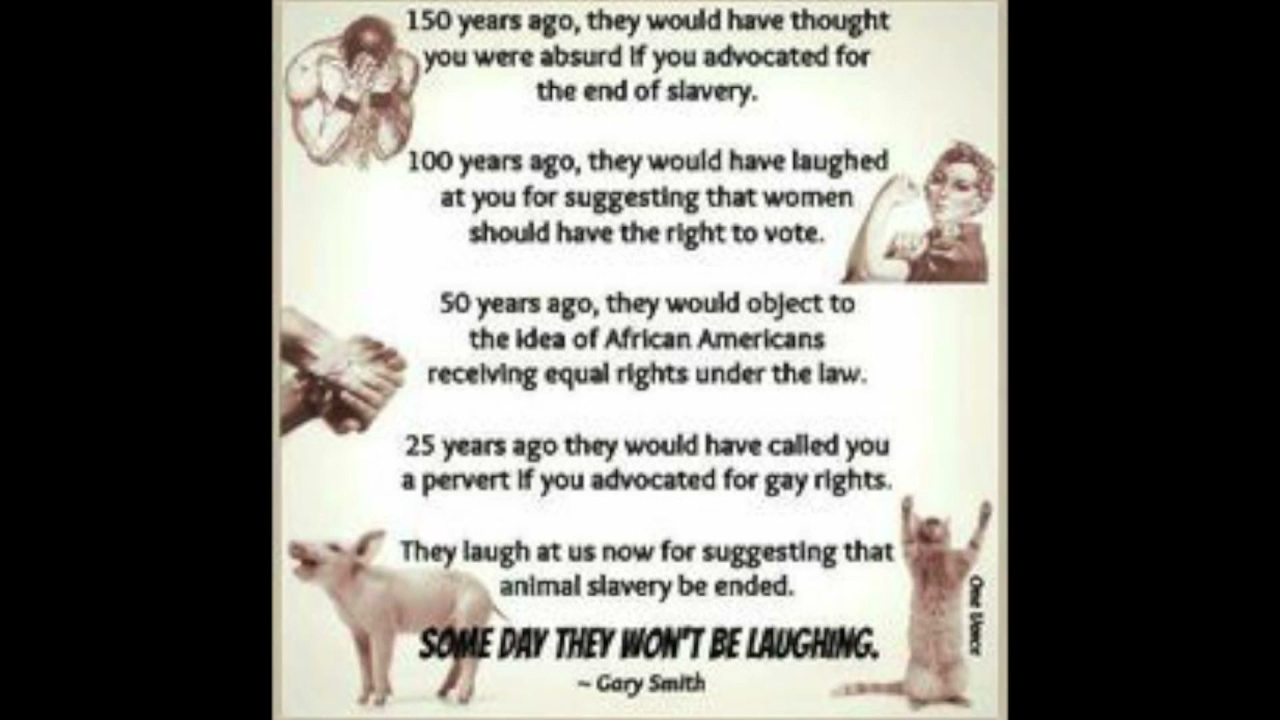 150 years ago, they would have thought
you were absurd if you advocated for
the end of slavery.
100 years ago, they would have laughed
at you for suggesting that women
should have the right to vote.
50 years ago, they would object to
the idea of African Americans
receiving equal rights under the law.
25 years ago they would have called you
a pervert if you advocated for gay rights.
They laugh at us now for suggesting that
animal slavery be ended.
SOME DAY THEY WON'T BE LAUGHING.
~ Gary Smith
One